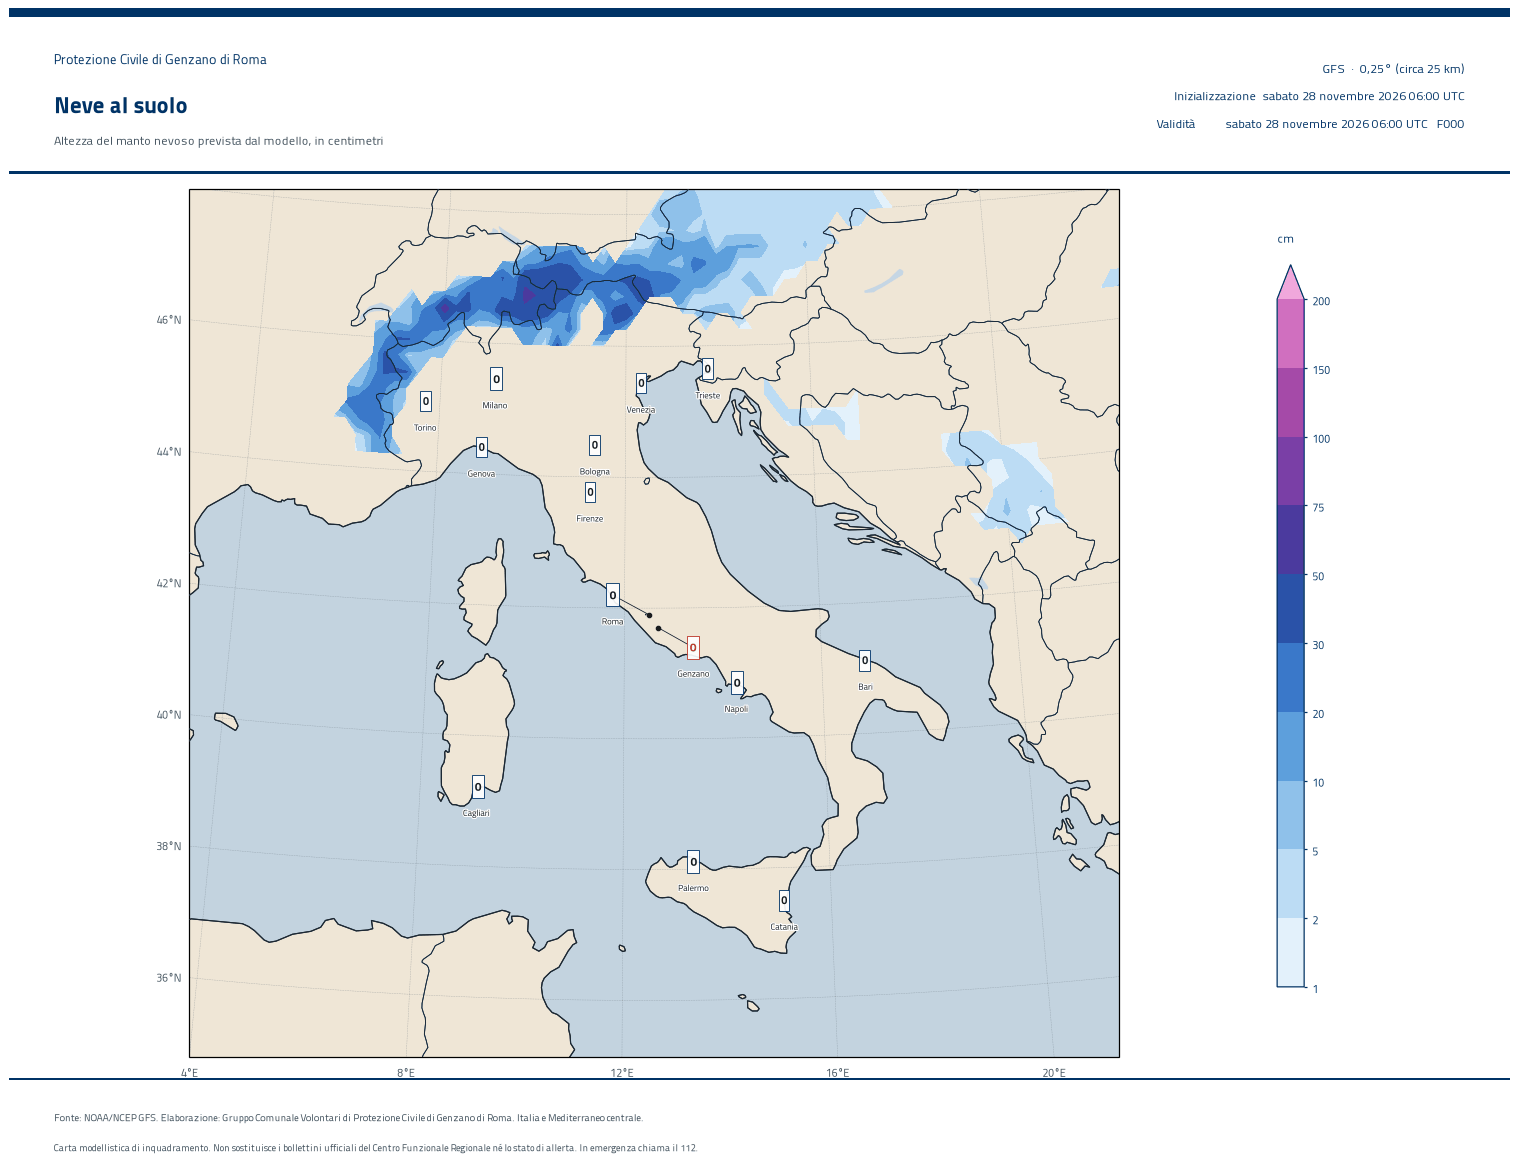 Protezione Civile di Genzano di Roma
Neve al suolo
Altezza del manto nevoso prevista dal modello, in centimetri
GFS · 0,25° (circa 25 km)
Inizializzazione sabato 28 novembre 2026 06:00 UTC
Validità sabato 28 novembre 2026 06:00 UTC F000
cm
200
150
100
75
50
30
20
10
5
2
1
46°N
44°N
42°N
40°N
38°N
36°N
4°E
8°E
12°E
16°E
20°E
0
Milano
0
Torino
0
Venezia
0
Trieste
0
Genova
0
Bologna
0
Firenze
0
Roma
0
Genzano
0
Napoli
0
Bari
0
Cagliari
0
Palermo
0
Catania
Fonte: NOAA/NCEP GFS. Elaborazione: Gruppo Comunale Volontari di Protezione Civile di Genzano di Roma. Italia e Mediterraneo centrale.
Carta modellistica di inquadramento. Non sostituisce i bollettini ufficiali del Centro Funzionale Regionale né lo stato di allerta. In emergenza chiama il 112.